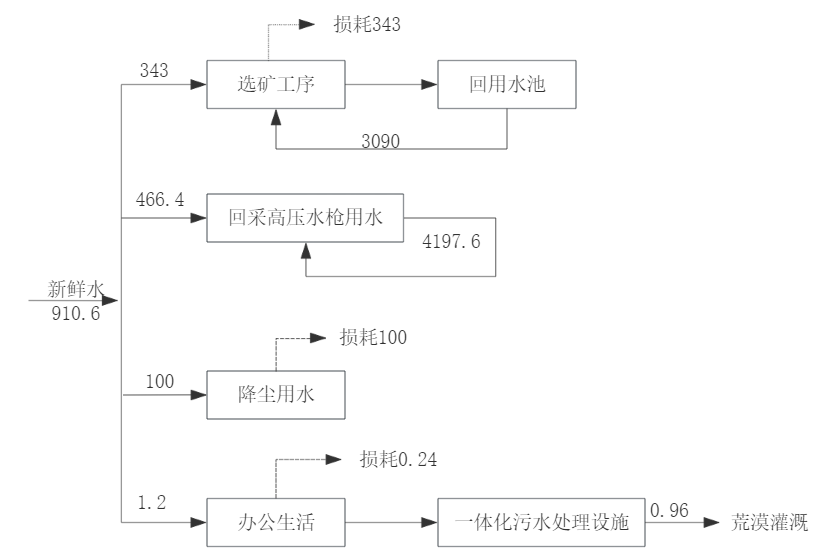 损耗343
343
选矿工序
回用水池
3090
466.4
回采高压水枪用水
4197.6
新鲜水
910.6
损耗100
100
降尘用水
损耗0.24
1.2
办公生活
一体化污水处理设施
0.96
荒漠灌溉